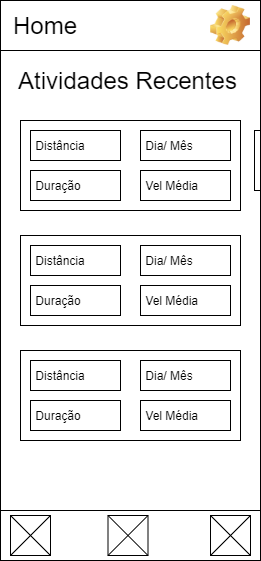 Home
Atividades Recentes
Distância Dia/ Mês
Duração Vel Média
Distância Dia/ Mês
Duração Vel Média
Distância Dia/ Mês
Duração Vel Média